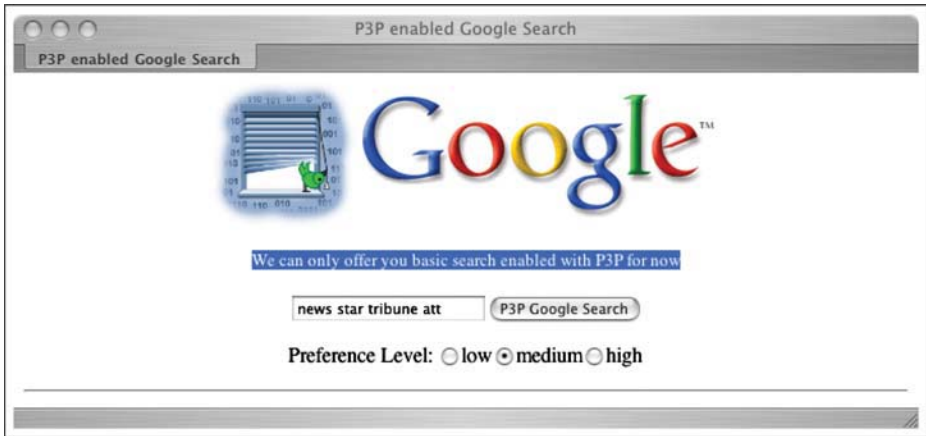 P3P enabled Google Search
P3P enabled Google Search
Google™
We can only offer you basic search enabled with P3P for now
news star tribune att P3P Google Search
Preference Level: low medium high